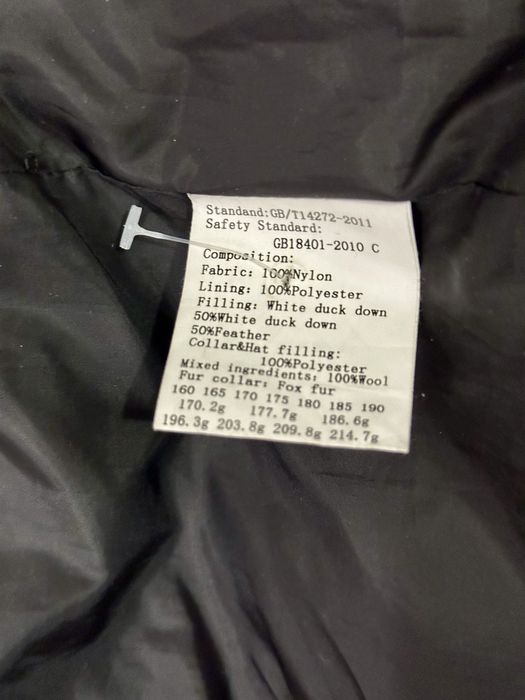 Standand:GB/T14272-2011
Safety Standard:
GB18401-2010 C
Composition:
Fabric: 100%Nylon
Lining: 100%Polyester
Filling: White duck down
50%White duck down
50%Feather
Collar&Hat filling:
100%Polyester
Mixed ingredients: 100%Wool
Fur collar: Fox fur
160 165 170 175 180 185 190
170.2g 177.7g 186.6g
196.3g 203.8g 209.8g 214.7g